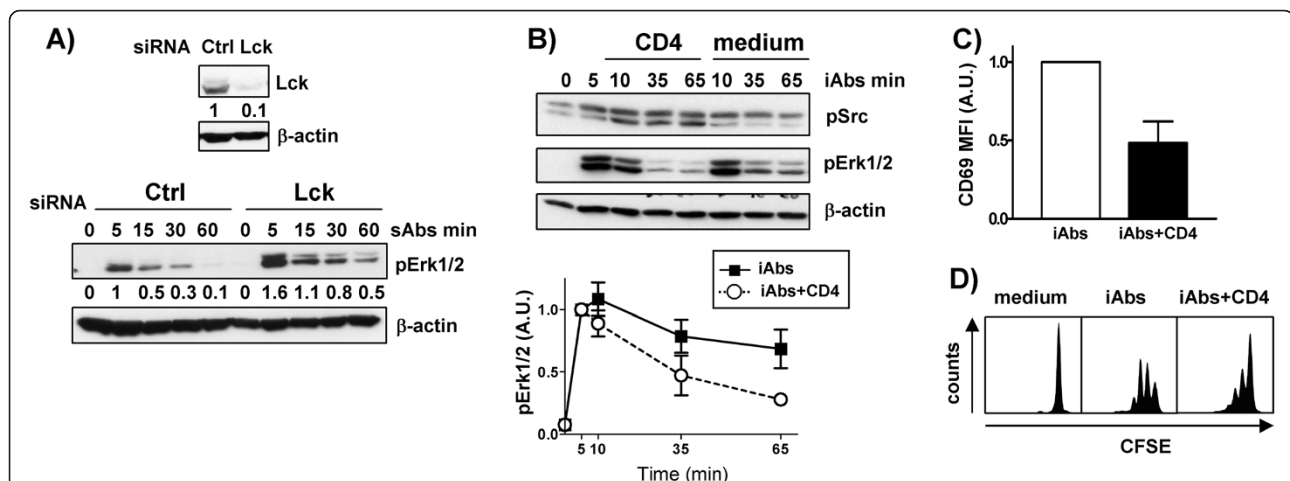 A)
siRNA Ctrl Lck
Lck
1 0.1
β-actin
siRNA Ctrl Lck
0 5 15 30 60 0 5 15 30 60 sAbs min
pErk1/2
0 1 0.5 0.3 0.1 0 1.6 1.1 0.8 0.5
β-actin
B)
CD4 medium
0 5 10 35 65 10 35 65 iAbs min
pSrc
pErk1/2
β-actin
iAbs
iAbs+CD4
pErk1/2 (A.U.)
1.0
0.5
0.0
5 10 35 65
Time (min)
C)
CD69 MFI (A.U.)
1.0
0.5
0.0
iAbs iAbs+CD4
D)
medium iAbs iAbs+CD4
counts
CFSE